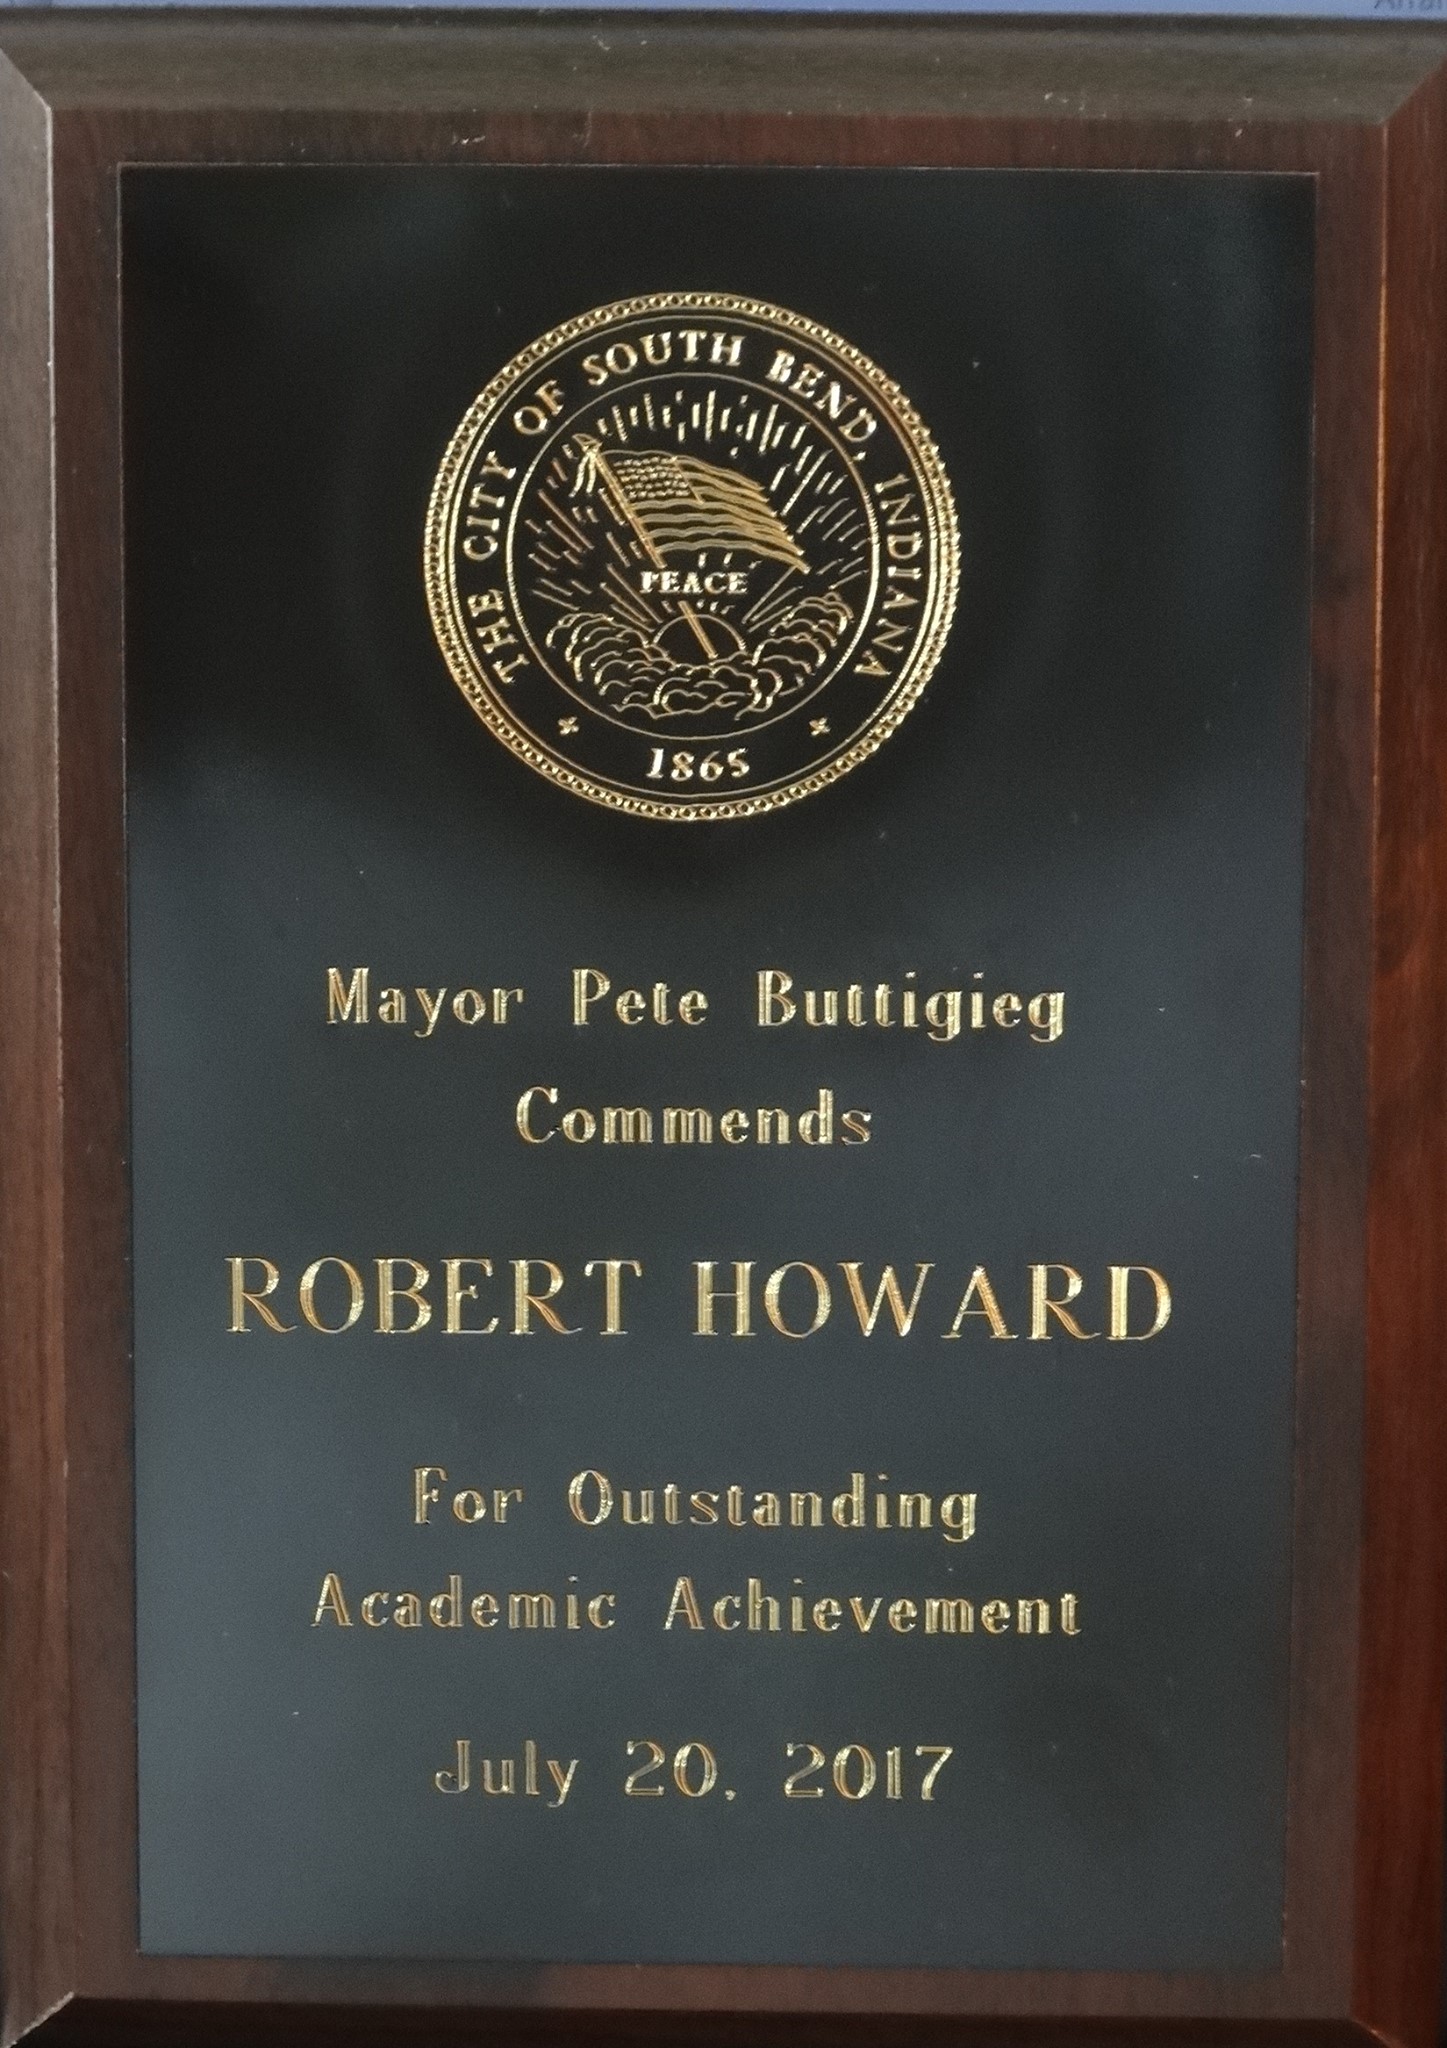 THE CITY OF SOUTH BEND, INDIANA
PEACE
1865
Mayor Pete Buttigieg
Commends
ROBERT HOWARD
For Outstanding
Academic Achievement
July 20, 2017